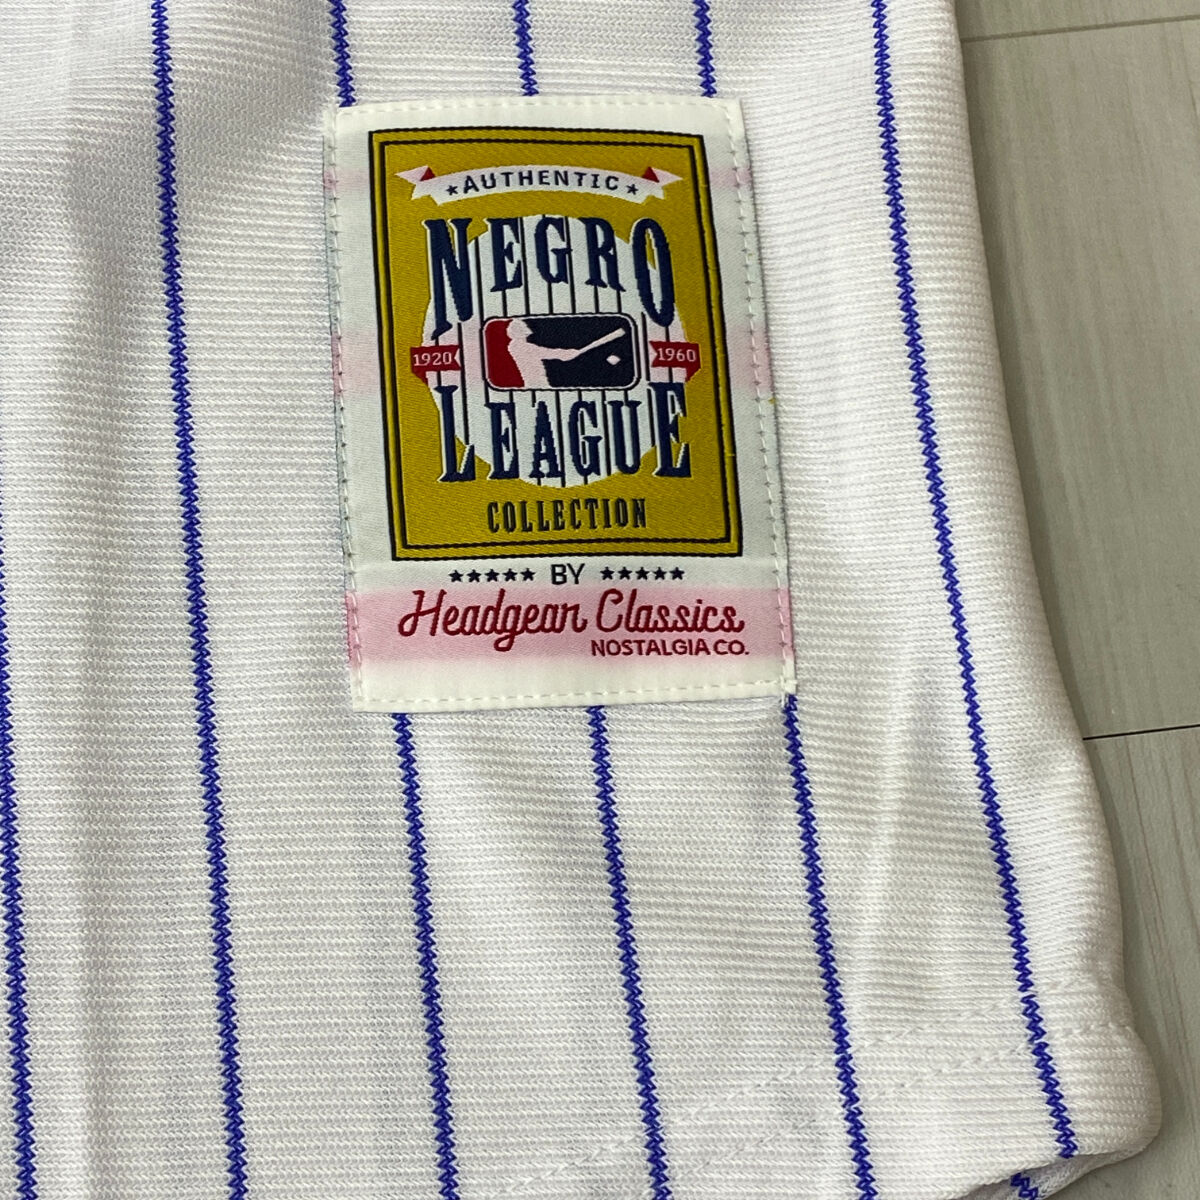 ★AUTHENTIC★
NEGRO
1920 1960
LEAGUE
COLLECTION
★★★★★ BY ★★★★★
Headgear Classics
NOSTALGIA CO.